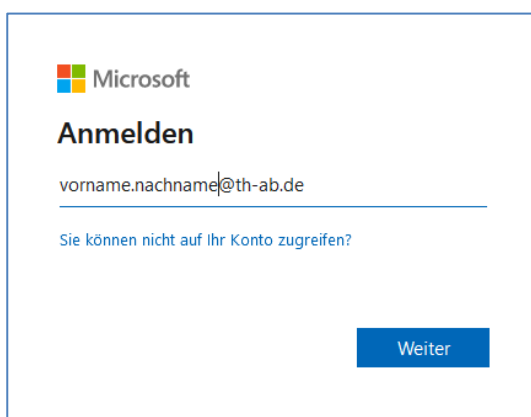 Microsoft
Anmelden
vorname.nachname@th-ab.de
Sie können nicht auf Ihr Konto zugreifen?
Weiter